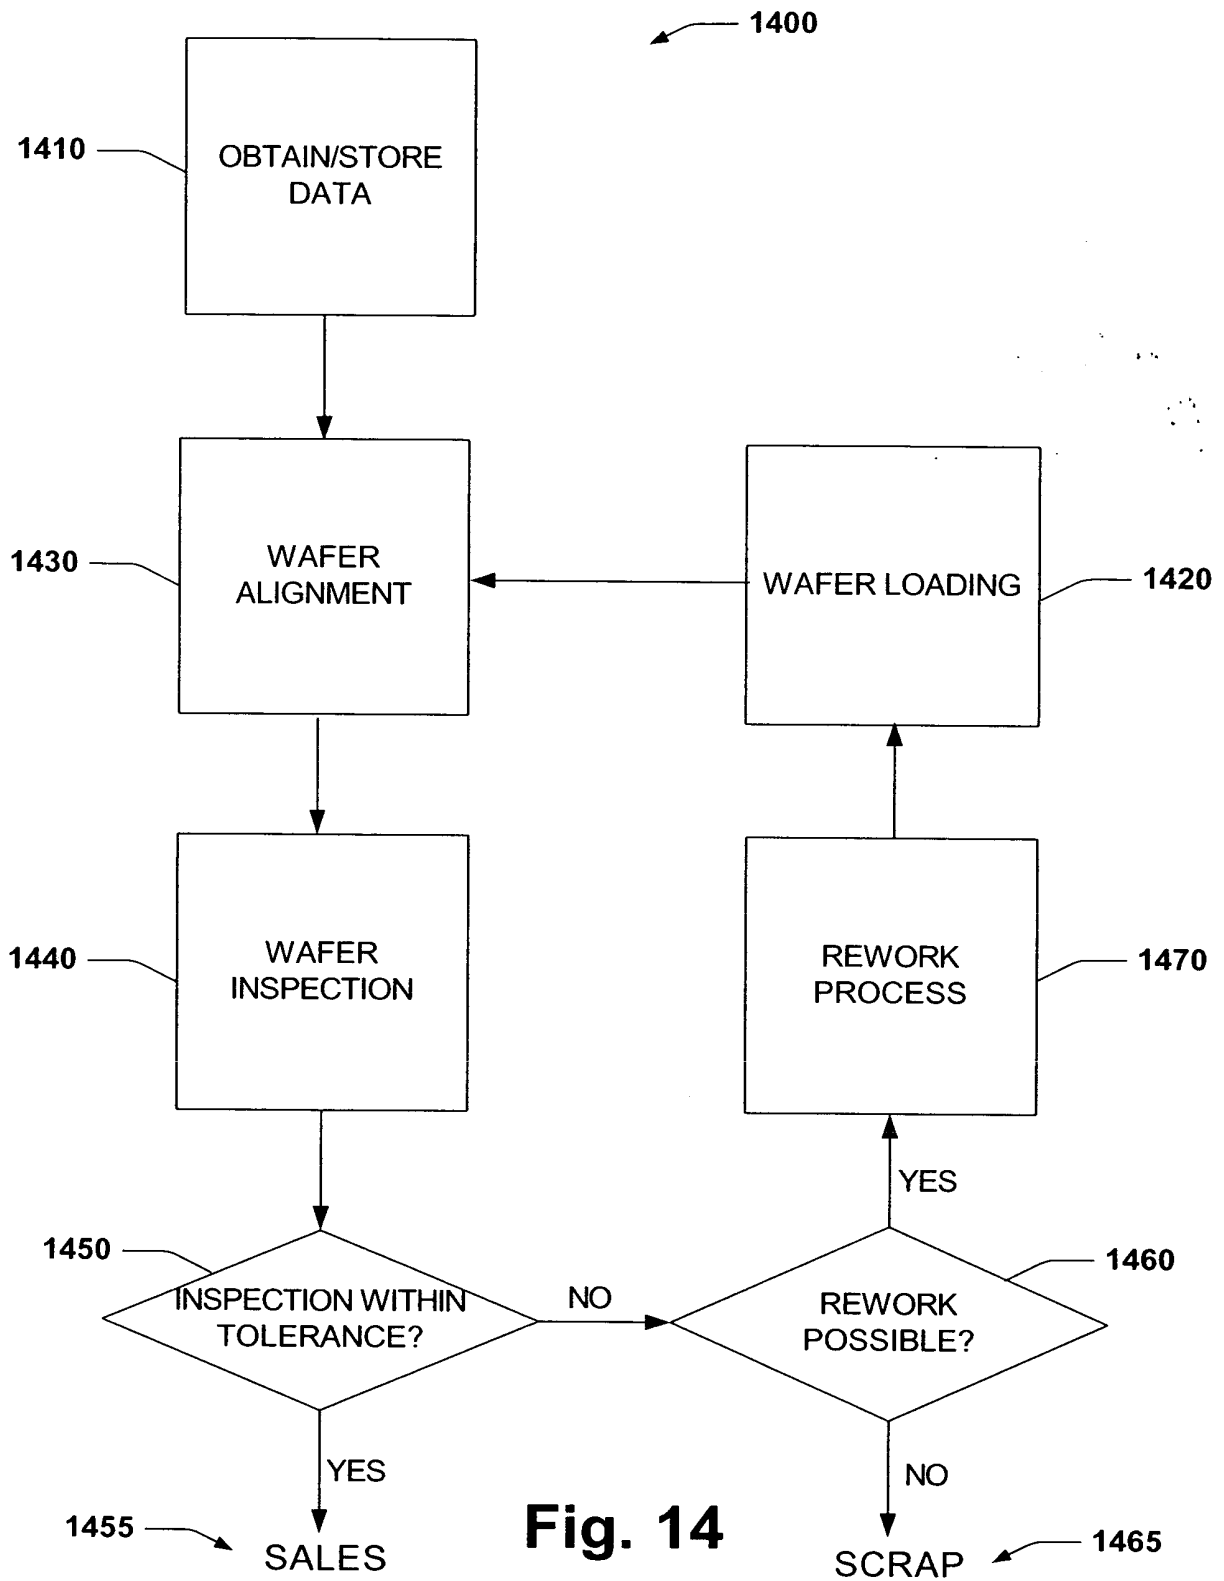 1400
1410
OBTAIN/STORE
DATA
1430
WAFER
ALIGNMENT
WAFER LOADING
1420
1440
WAFER
INSPECTION
REWORK
PROCESS
1470
YES
1450
INSPECTION WITHIN
TOLERANCE?
NO
REWORK
POSSIBLE?
1460
YES
NO
1455
SALES
Fig. 14
SCRAP
1465